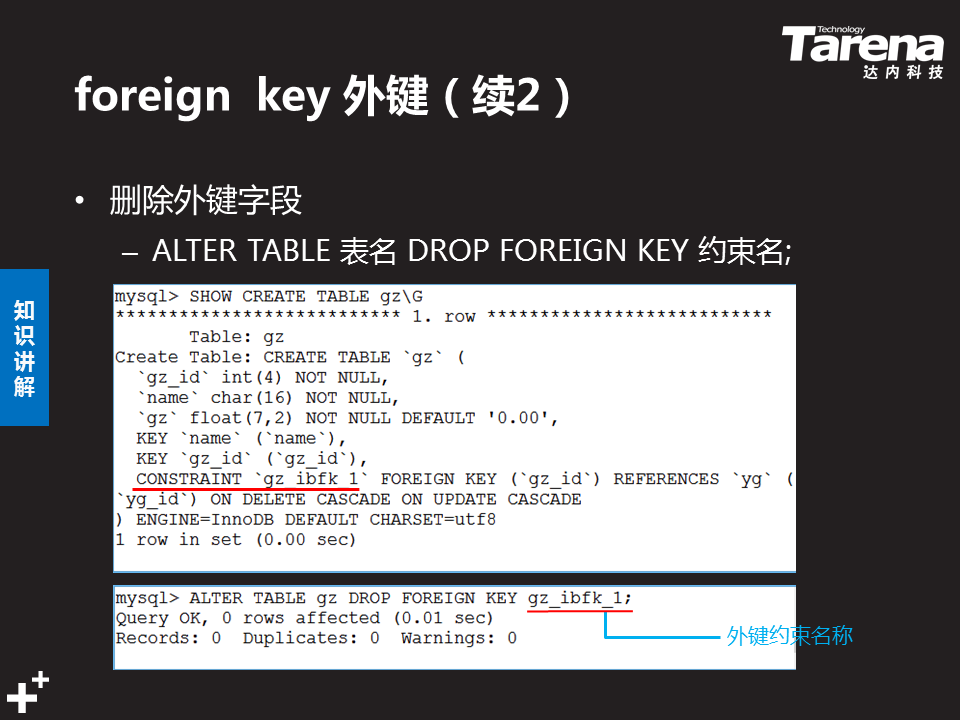 Technology
Tarena
达内科技
foreign key 外键（续2）
• 删除外键字段
– ALTER TABLE 表名 DROP FOREIGN KEY 约束名;
知识讲解
mysql> SHOW CREATE TABLE gz\G
*************************** 1. row ***************************
Table: gz
Create Table: CREATE TABLE `gz` (
`gz_id` int(4) NOT NULL,
`name` char(16) NOT NULL,
`gz` float(7,2) NOT NULL DEFAULT '0.00',
KEY `name` (`name`),
KEY `gz_id` (`gz_id`),
CONSTRAINT `gz_ibfk_1` FOREIGN KEY (`gz_id`) REFERENCES `yg` (
`yg_id`) ON DELETE CASCADE ON UPDATE CASCADE
) ENGINE=InnoDB DEFAULT CHARSET=utf8
1 row in set (0.00 sec)
mysql> ALTER TABLE gz DROP FOREIGN KEY gz_ibfk_1;
Query OK, 0 rows affected (0.01 sec)
Records: 0  Duplicates: 0  Warnings: 0
外键约束名称